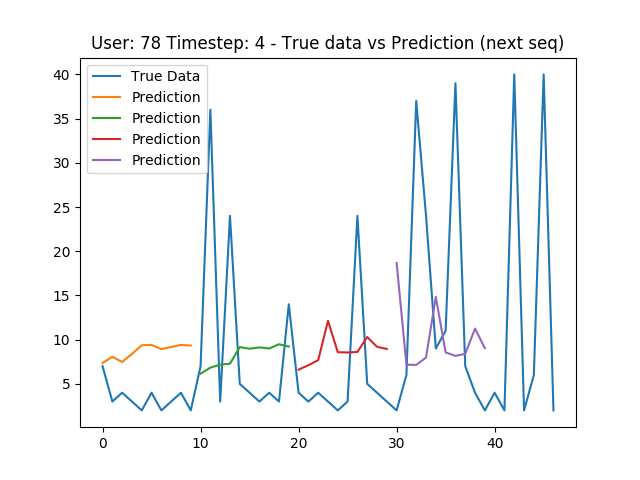 User: 78 Timestep: 4 - True data vs Prediction (next seq)
True Data
Prediction
Prediction
Prediction
Prediction
40
35
30
25
20
15
10
5
0 10 20 30 40